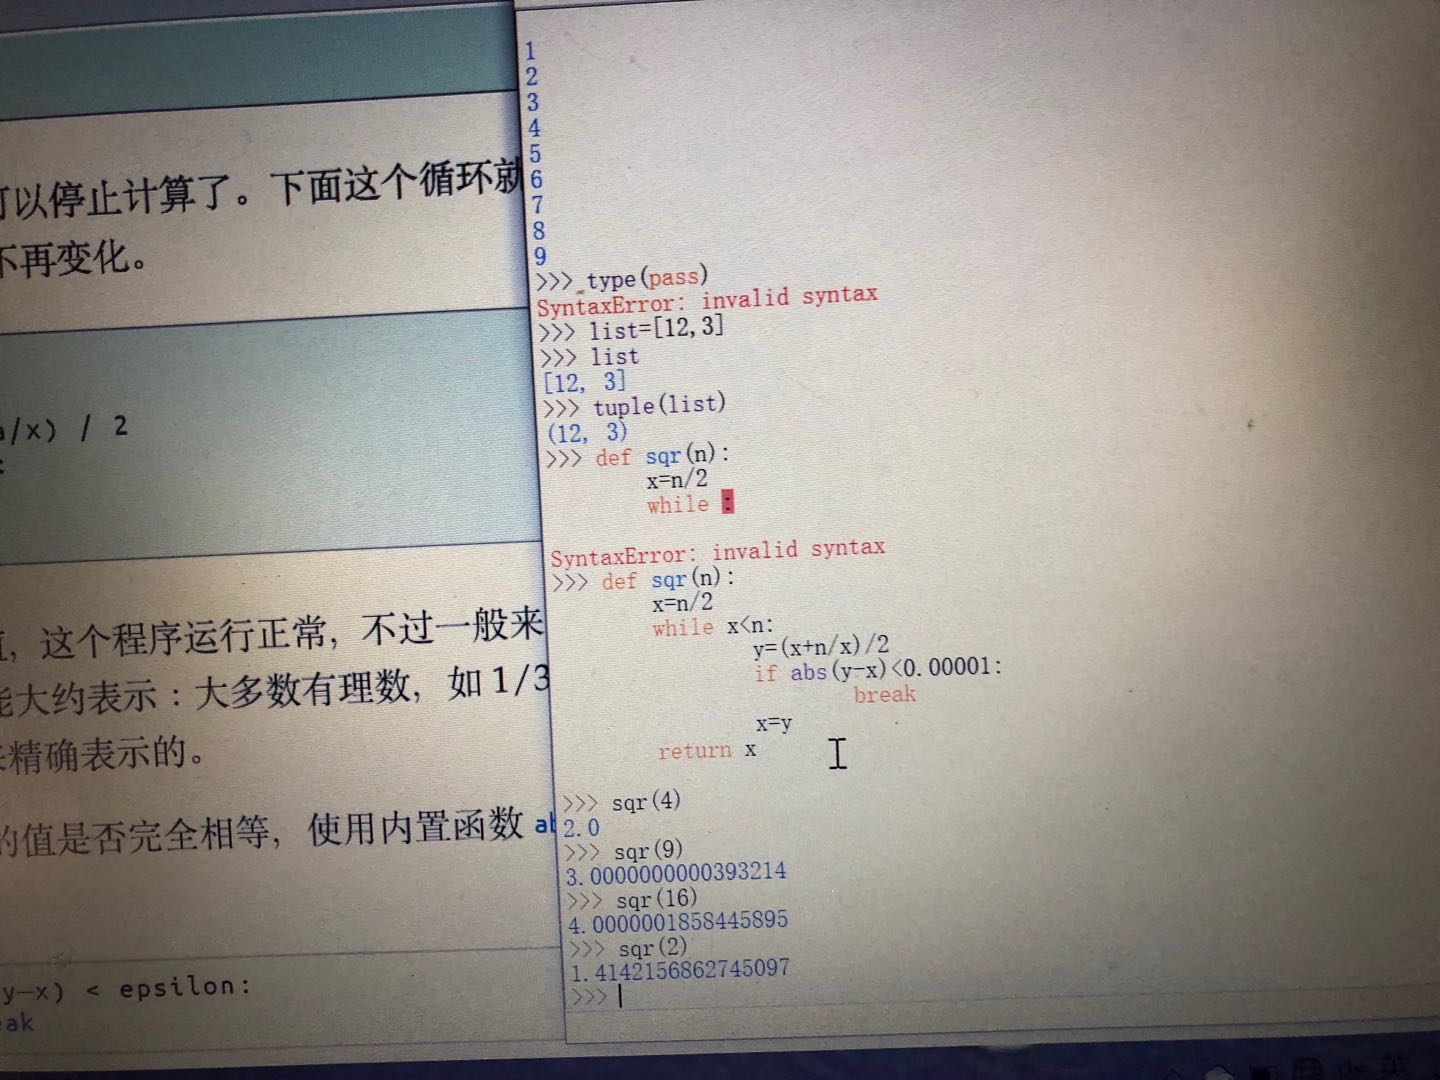 可以停止计算了。下面这个循环就
不再变化。
/x) / 2
:
这个程序运行正常，不过一般来
能大约表示：大多数有理数，如 1/3
精确表示的。
的值是否完全相等，使用内置函数 ab
y-x) < epsilon:
ak
1
2
3
4
5
6
7
8
9
>>> type(pass)
SyntaxError: invalid syntax
>>> list=[12,3]
>>> list
[12, 3]
>>> tuple(list)
(12, 3)
>>> def sqr(n):
x=n/2
while :
SyntaxError: invalid syntax
>>> def sqr(n):
x=n/2
while x<n:
y=(x+n/x)/2
if abs(y-x)<0.00001:
break
x=y
return x
>>> sqr(4)
2.0
>>> sqr(9)
3.0000000000393214
>>> sqr(16)
4.0000001858445895
>>> sqr(2)
1.4142156862745097
>>>